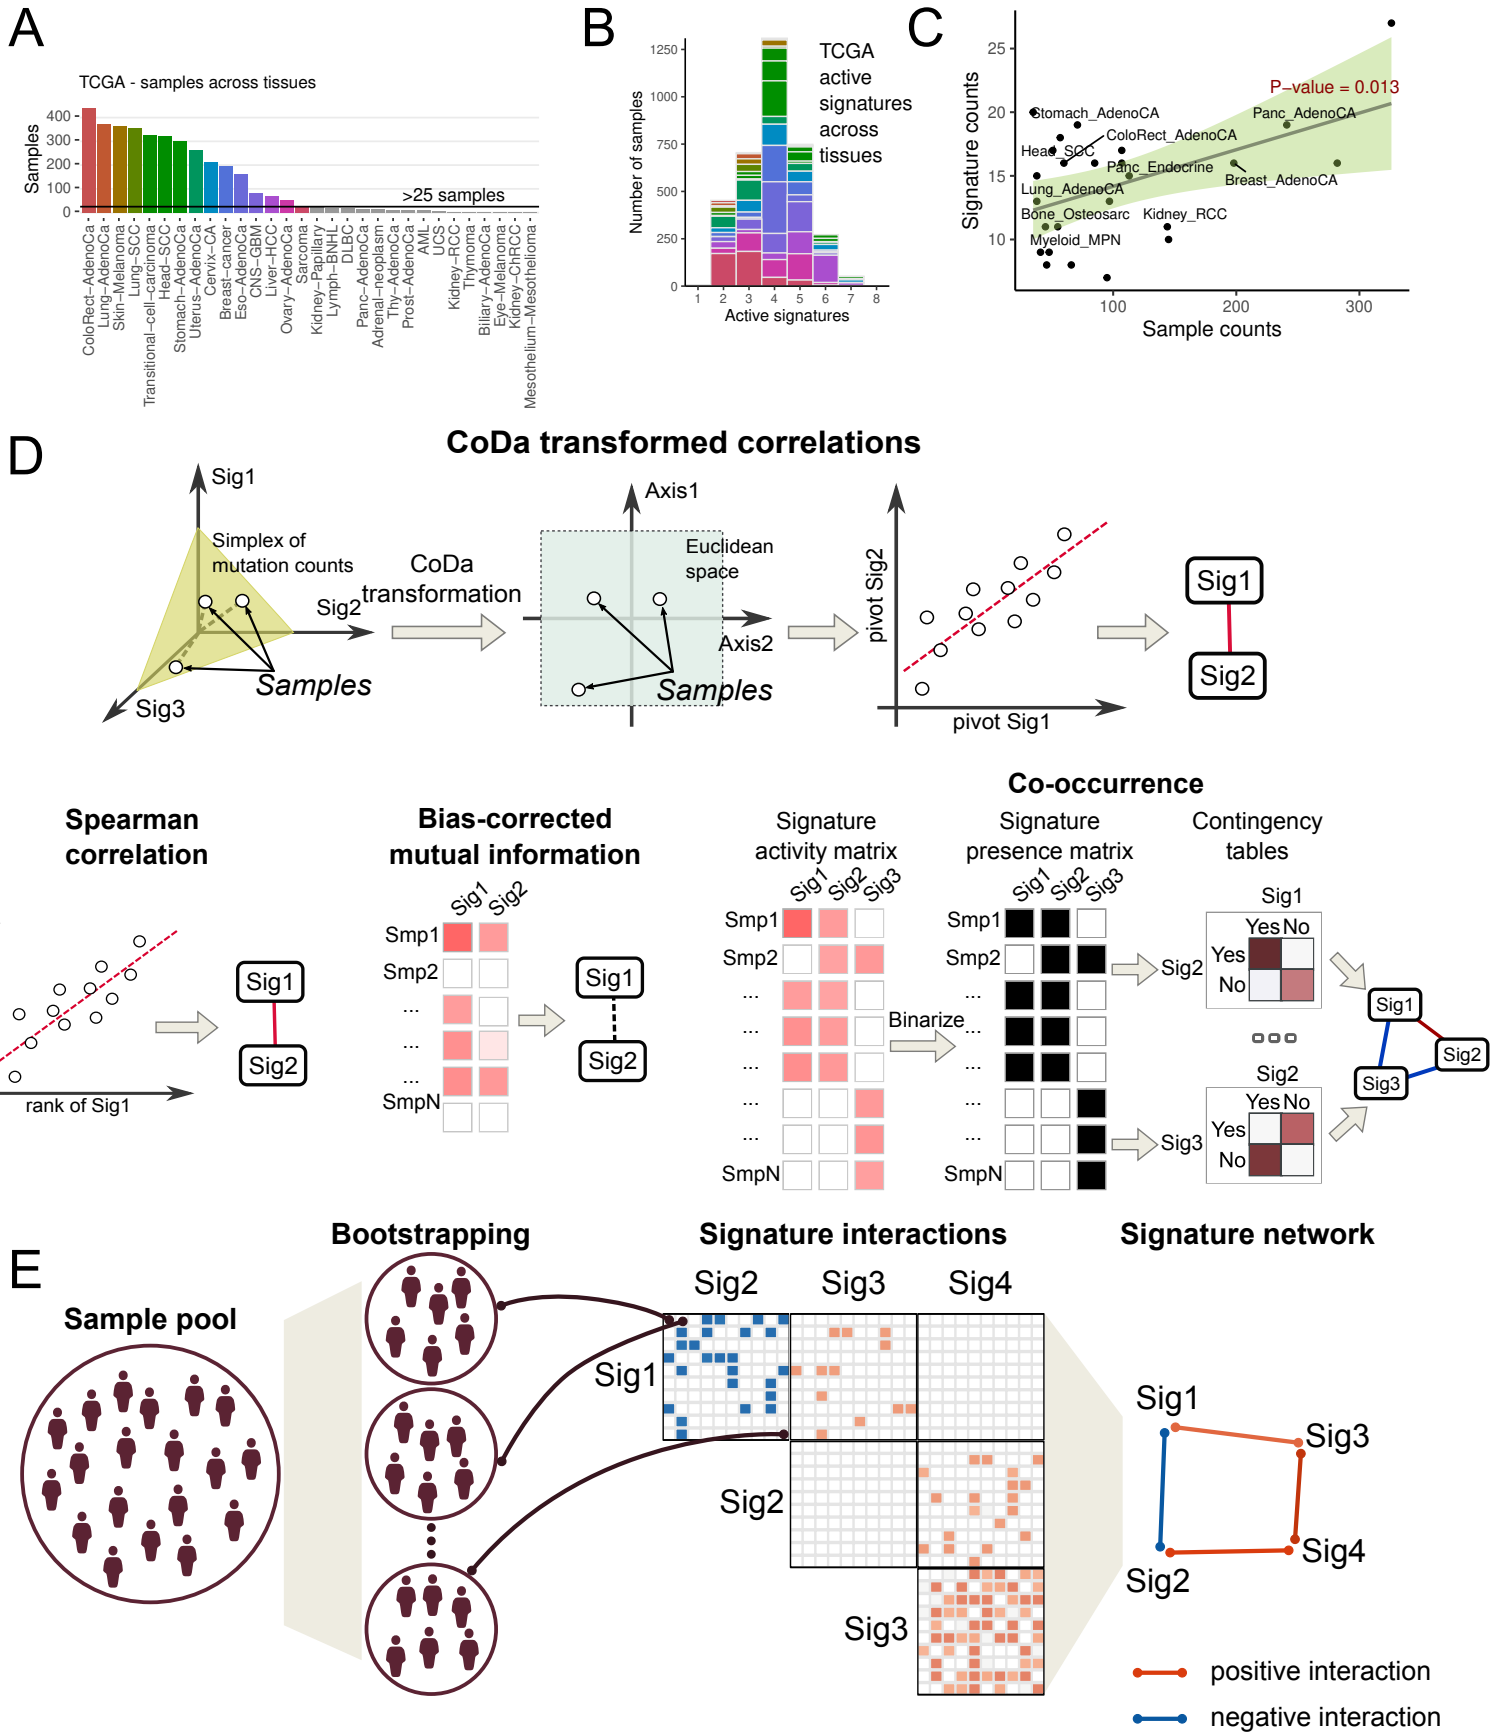 A
TCGA - samples across tissues
Samples
400
300
200
100
0
>25 samples
ColoRect-AdenoCa
Lung-AdenoCa
Skin-Melanoma
Lung-SCC
Transitional-cell-carcinoma
Head-SCC
Stomach-AdenoCa
Uterus-AdenoCa
Cervix-CA
Breast-cancer
Eso-AdenoCa
CNS-GBM
Liver-HCC
Ovary-AdenoCa
Sarcoma
Kidney-Papillary
Lymph-BNHL
DLBC
Panc-AdenoCa
Adrenal-neoplasm
Thy-AdenoCa
Prost-AdenoCa
AML
UCS
Kidney-RCC
Thymoma
Biliary-AdenoCa
Eye-Melanoma
Kidney-ChRCC
Mesothelium-Mesothelioma
B
Number of samples
1250
1000
750
500
250
0
TCGA
active
signatures
across
tissues
1 2 3 4 5 6 7 8
Active signatures
C
Signature counts
25
20
15
10
P-value = 0.013
Stomach_AdenoCA
Panc_AdenoCA
ColoRect_AdenoCA
Head_SCC
Panc_Endocrine
Breast_AdenoCA
Lung_AdenoCA
Bone_Osteosarc
Kidney_RCC
Myeloid_MPN
100 200 300
Sample counts
D
CoDa transformed correlations
Sig1
Simplex of
mutation counts
Sig2
Sig3
Samples
CoDa
transformation
Axis1
Euclidean
space
Axis2
Samples
pivot Sig2
pivot Sig1
Sig1
Sig2
Spearman
correlation
rank of Sig1
Sig1
Sig2
Bias-corrected
mutual information
Sig1 Sig2
Smp1
Smp2
...
...
...
SmpN
Sig1
Sig2
Co-occurrence
Signature
activity matrix
Sig1 Sig2 Sig3
Smp1
Smp2
...
...
...
...
...
SmpN
Binarize
Signature
presence matrix
Sig1 Sig2 Sig3
Smp1
Smp2
...
...
...
...
...
SmpN
Contingency
tables
Sig1
Yes No
Yes
No
Sig2
Sig2
Yes No
Yes
No
Sig3
Sig1
Sig2
Sig3
E
Sample pool
Bootstrapping
Signature interactions
Sig2 Sig3 Sig4
Sig1
Sig2
Sig3
Signature network
Sig1
Sig3
Sig4
Sig2
positive interaction
negative interaction